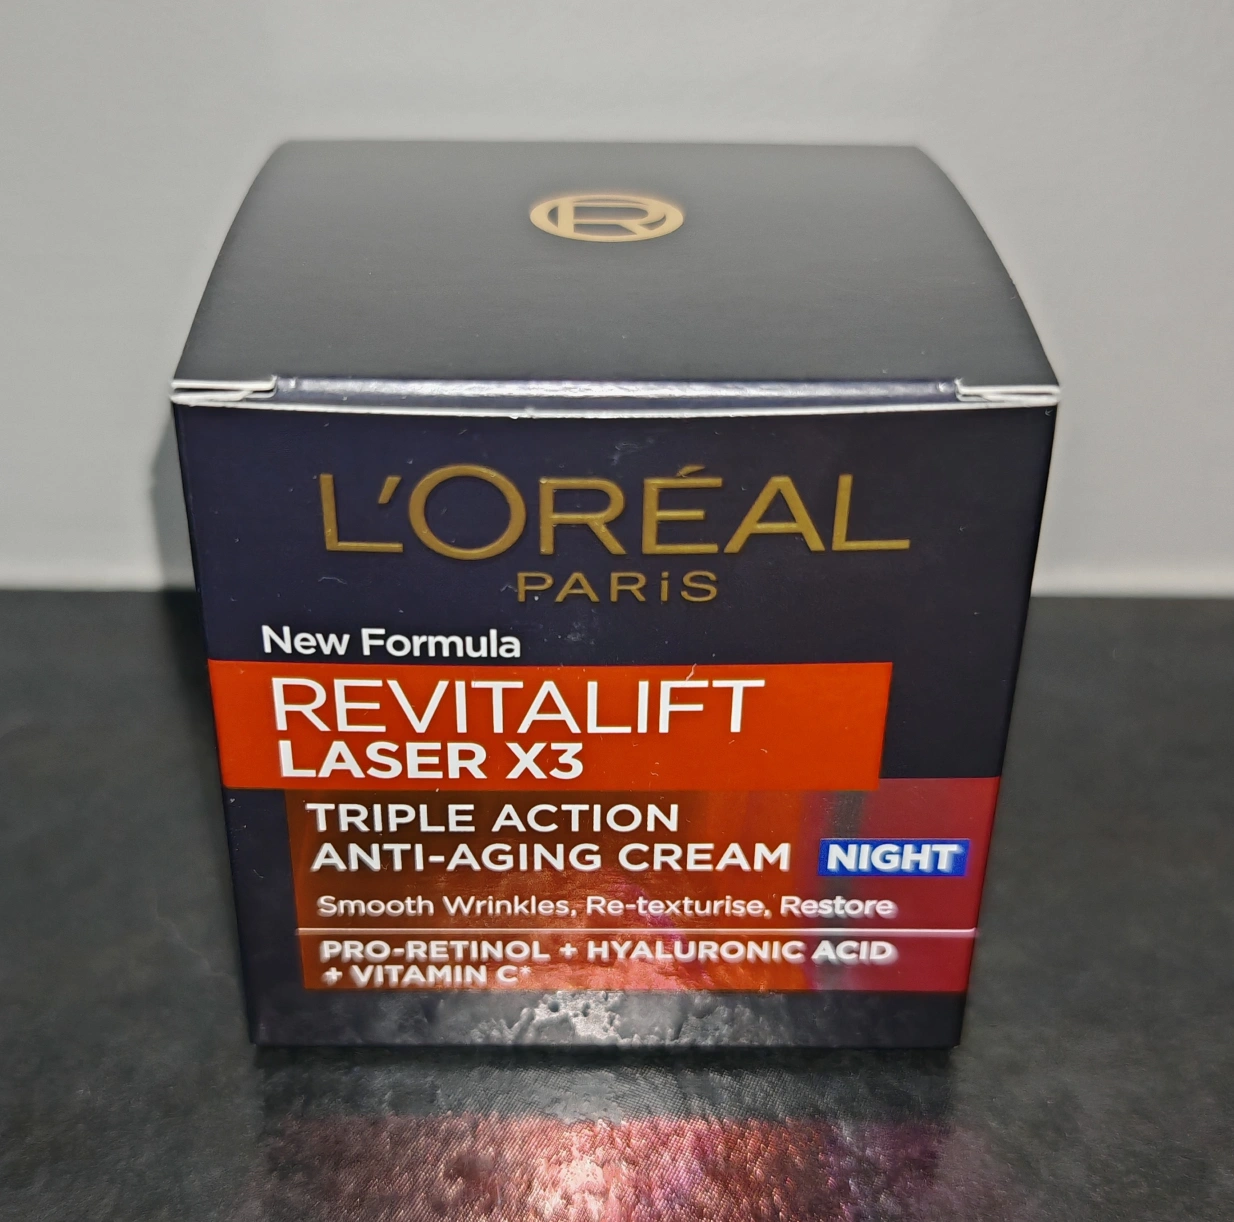 L'ORÉAL
PARiS
New Formula
REVITALIFT
LASER X3
TRIPLE ACTION
ANTI-AGING CREAM NIGHT
Smooth Wrinkles, Re-texturise, Restore
PRO-RETINOL + HYALURONIC ACID
+ VITAMIN C*